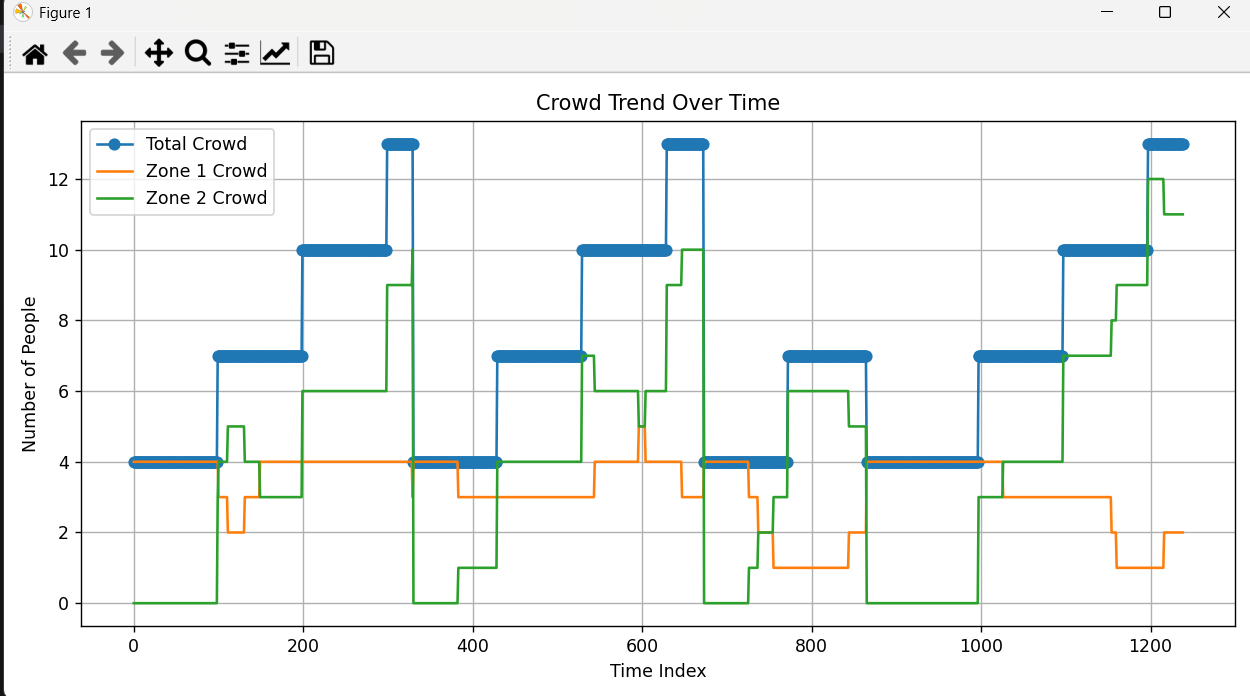 Figure 1
Crowd Trend Over Time
Total Crowd
Zone 1 Crowd
Zone 2 Crowd
Number of People
12
10
8
6
4
2
0
0 200 400 600 800 1000 1200
Time Index